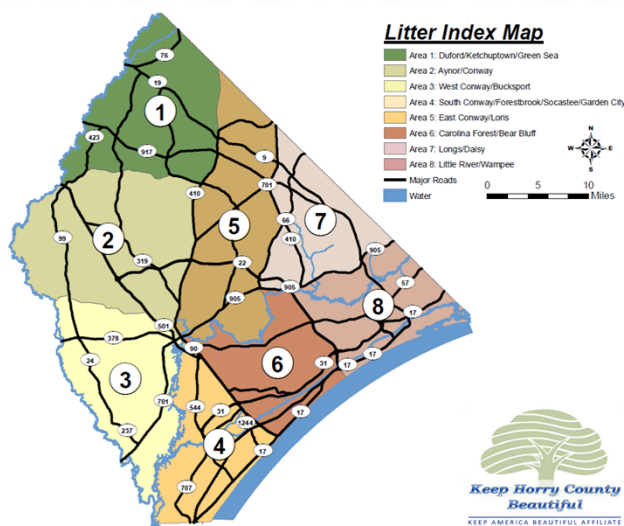 Litter Index Map
Area 1: Duford/Ketchuptown/Green Sea
Area 2: Aynor/Conway
Area 3: West Conway/Bucksport
Area 4: South Conway/Forestbrook/Socastee/Garden City
Area 5: East Conway/Loris
Area 6: Carolina Forest/Bear Bluff
Area 7: Longs/Daisy
Area 8: Little River/Wampee
Major Roads
Water
N
W E
S
0 5 10
Miles
76
19
1
423
917
9
410
701
5
7
66
410
99
2
319
22
905
905
57
905
8
17
501
378
90
24
3
6
31
17
17
701
544
31
17
1244
237
4
17
707
Keep Horry County
Beautiful
KEEP AMERICA BEAUTIFUL AFFILIATE